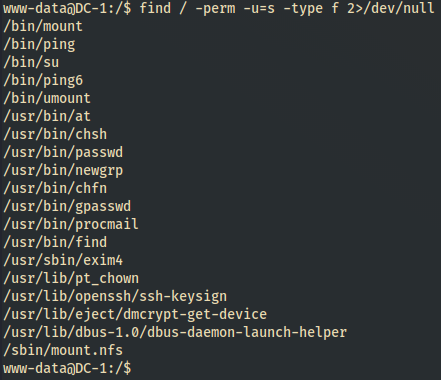 www-data@DC-1:/$ find / -perm -u=s -type f 2>/dev/null
/bin/mount
/bin/ping
/bin/su
/bin/ping6
/bin/umount
/usr/bin/at
/usr/bin/chsh
/usr/bin/passwd
/usr/bin/newgrp
/usr/bin/chfn
/usr/bin/gpasswd
/usr/bin/procmail
/usr/bin/find
/usr/sbin/exim4
/usr/lib/pt_chown
/usr/lib/openssh/ssh-keysign
/usr/lib/eject/dmcrypt-get-device
/usr/lib/dbus-1.0/dbus-daemon-launch-helper
/sbin/mount.nfs
www-data@DC-1:/$